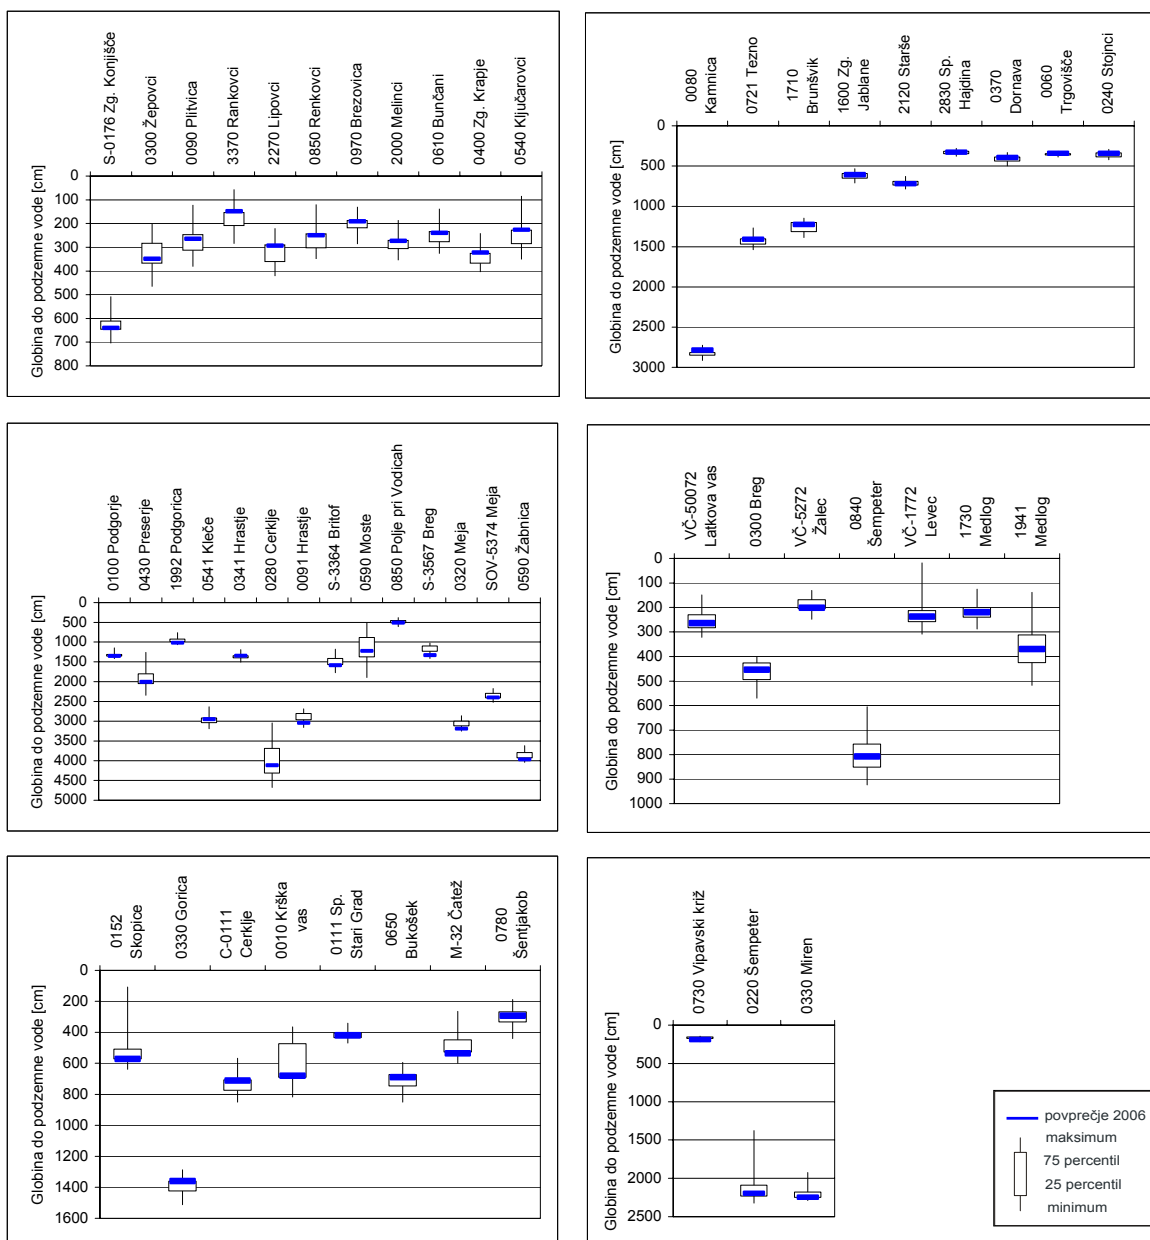 S-0176 Zg. Konjišče
0300 Žepovci
0090 Plitvica
3370 Rankovci
2270 Lipovci
0850 Renkovci
0970 Brezovica
2000 Melinci
0610 Bunčani
0400 Zg. Krapje
0540 Ključarovci
Globina do podzemne vode [cm]
0
100
200
300
400
500
600
700
800
0080
Kamnica
0721 Tezno
1710
Brunšvik
1600 Zg.
Jablane
2120 Starše
2830 Sp.
Hajdina
0370
Dornava
0060
Trgovišče
0240 Stojnci
Globina do podzemne vode [cm]
0
500
1000
1500
2000
2500
3000
0100 Podgorje
0430 Preserje
1992 Podgorica
0541 Kleče
0341 Hrastje
0280 Cerklje
0091 Hrastje
S-3364 Britof
0590 Moste
0850 Polje pri Vodicah
S-3567 Breg
0320 Meja
SOV-5374 Meja
0590 Žabnica
Globina do podzemne vode [cm]
0
500
1000
1500
2000
2500
3000
3500
4000
4500
5000
VČ-50072
Latkova vas
0300 Breg
VČ-5272
Žalec
0840
Šempeter
VČ-1772
Levec
1730
Medlog
1941
Medlog
Globina do podzemne vode [cm]
0
100
200
300
400
500
600
700
800
900
1000
0152
Skopice
0330 Gorica
C-0111
Cerklje
0010 Krška
vas
0111 Sp.
Stari Grad
0650
Bukošek
M-32 Čatež
0780
Šentjakob
Globina do podzemne vode [cm]
0
200
400
600
800
1000
1200
1400
1600
0730 Vipavski križ
0220 Šempeter
0330 Miren
Globina do podzemne vode [cm]
0
500
1000
1500
2000
2500
povprečje 2006
maksimum
75 percentil
25 percentil
minimum